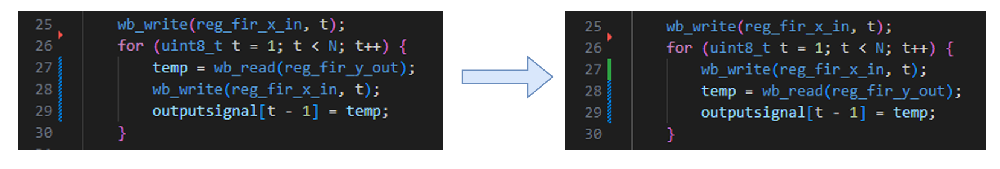 25 wb_write(reg_fir_x_in, t);
26 for (uint8_t t = 1; t < N; t++) {
27 temp = wb_read(reg_fir_y_out);
28 wb_write(reg_fir_x_in, t);
29 outputsignal[t - 1] = temp;
30 }
25 wb_write(reg_fir_x_in, t);
26 for (uint8_t t = 1; t < N; t++) {
27 wb_write(reg_fir_x_in, t);
28 temp = wb_read(reg_fir_y_out);
29 outputsignal[t - 1] = temp;
30 }